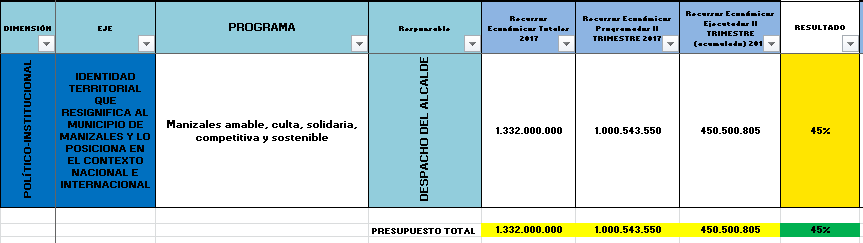 DIMENSIÓN
EJE
PROGRAMA
Responsable
Recursos
Económicos Totales
2017
Recursos Económicos
Programados II
TRIMESTRE 2017
Recursos Económicos
Ejecutados II
TRIMESTRE
(acumulado) 201
RESULTADO
POLÍTICO-INSTITUCIONAL
IDENTIDAD
TERRITORIAL
QUE
RESIGNIFICA AL
MUNICIPIO DE
MANIZALES Y LO
POSICIONA EN
EL CONTEXTO
NACIONAL E
INTERNACIONAL
Manizales amable, culta, solidaria,
competitiva y sostenible
DESPACHO DEL ALCALDE
1.332.000.000
1.000.543.550
450.500.805
45%
PRESUPUESTO TOTAL
1.332.000.000
1.000.543.550
450.500.805
45%